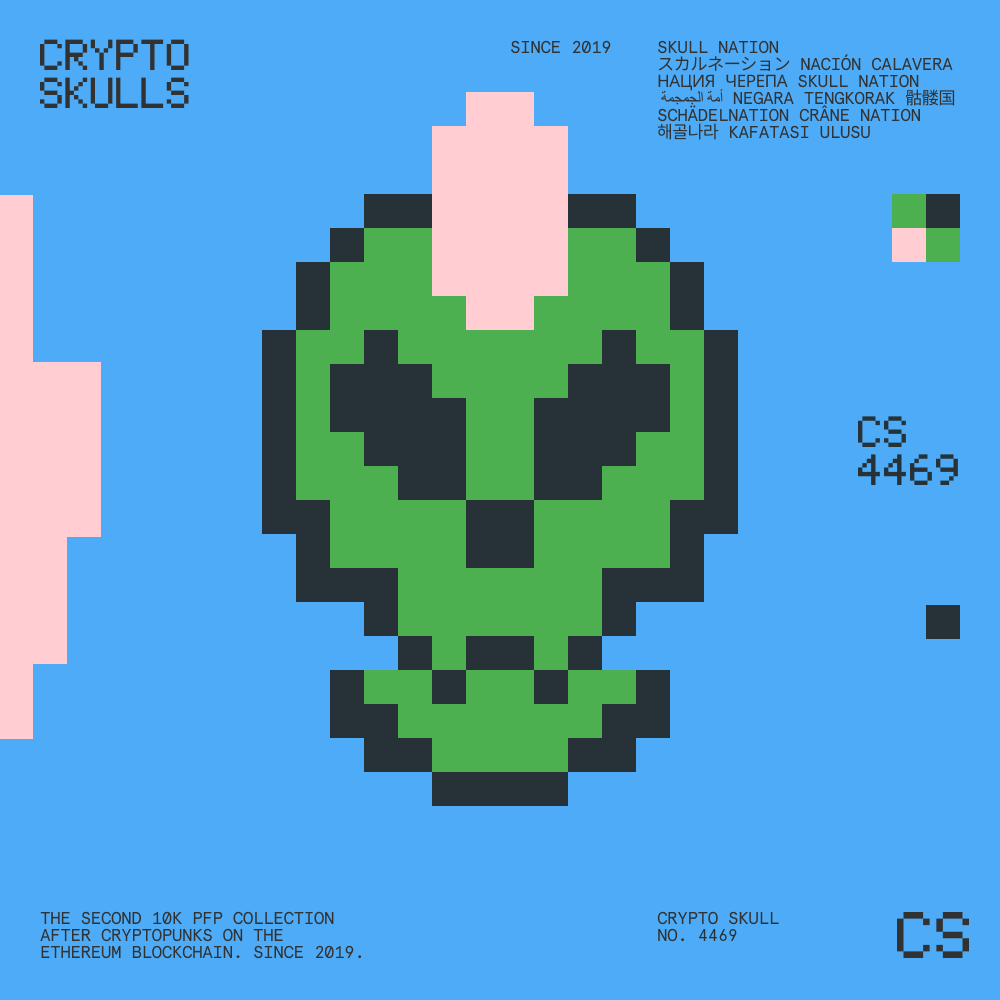 CRYPTO
SKULLS
SINCE 2019
SKULL NATION
スカルネーション NACIÓN CALAVERA
НАЦИЯ ЧЕРЕПА SKULL NATION
أمة الجمجمة NEGARA TENGKORAK 骷髅国
SCHÄDELNATION CRÂNE NATION
해골나라 KAFATASI ULUSU
CS
4469
THE SECOND 10K PFP COLLECTION
AFTER CRYPTOPUNKS ON THE
ETHEREUM BLOCKCHAIN. SINCE 2019.
CRYPTO SKULL
NO. 4469
CS